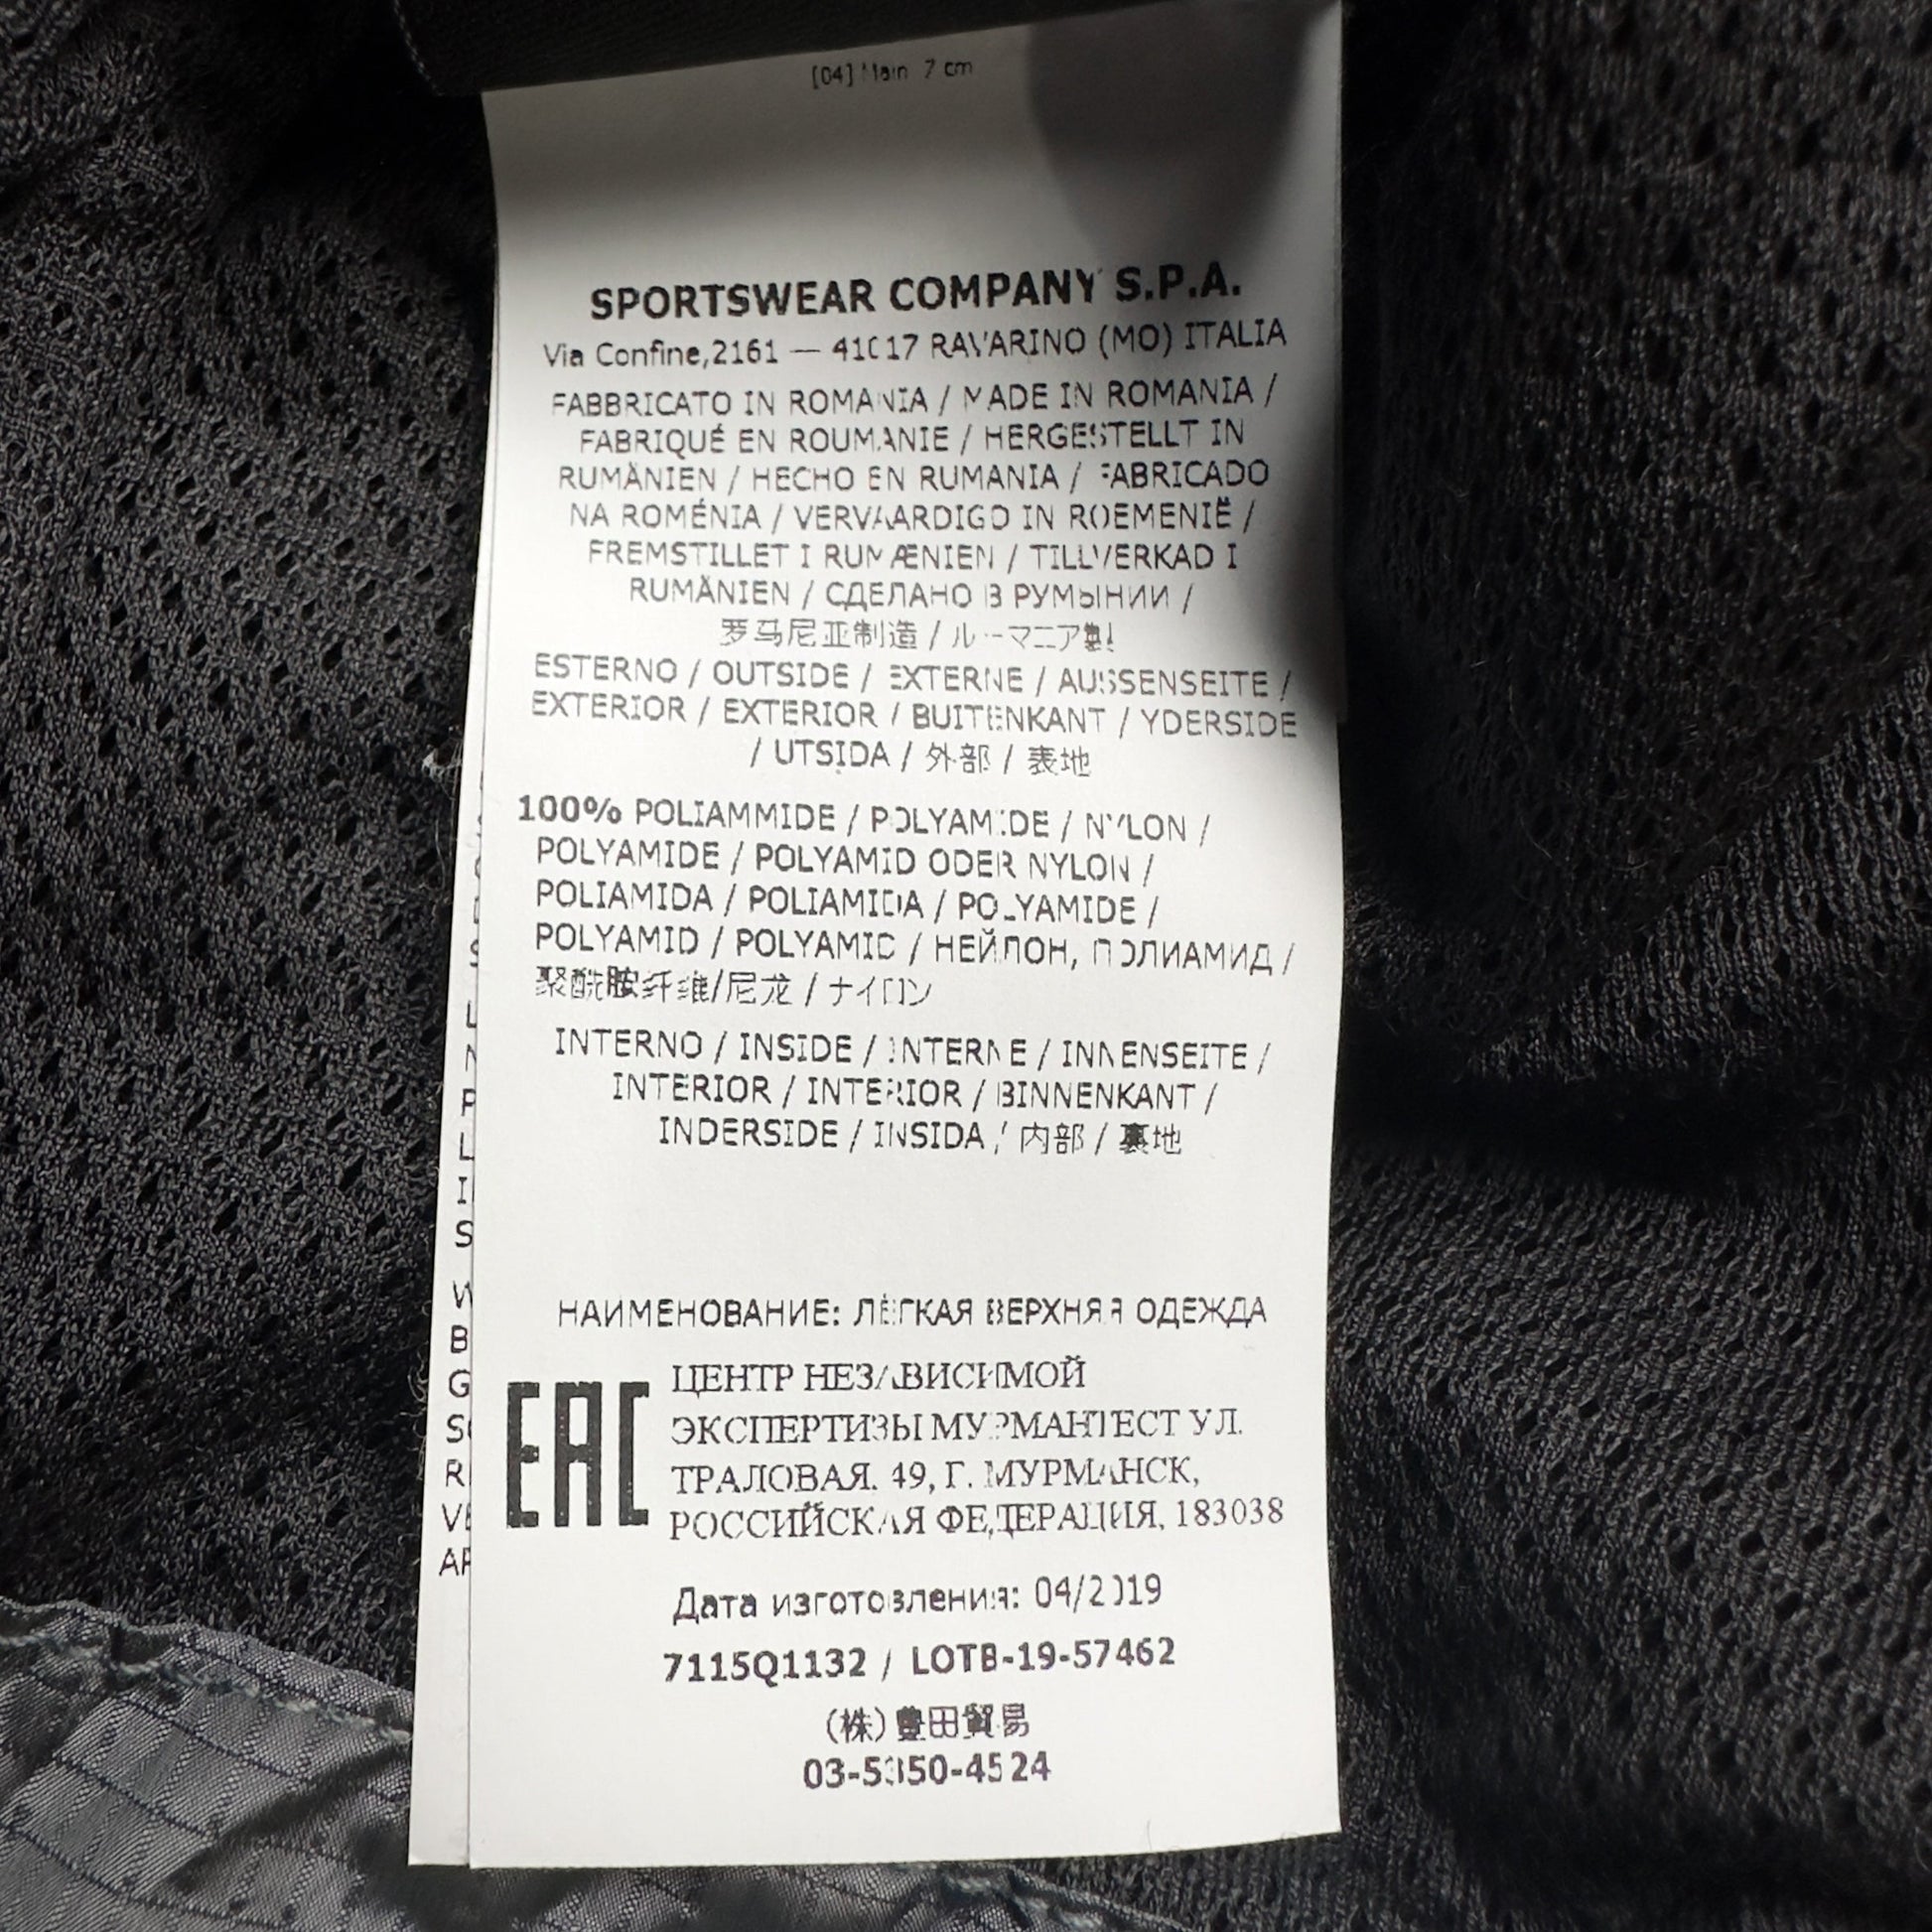 [04] Main 7 cm
SPORTSWEAR COMPANY S.P.A.
Via Confine,2161 — 41017 RAVARINO (MO) ITALIA
FABBRICATO IN ROMANIA / MADE IN ROMANIA /
FABRIQUÉ EN ROUMANIE / HERGESTELLT IN
RUMÄNIEN / HECHO EN RUMANIA / FABRICADO
NA ROMÉNIA / VERVAARDIGD IN ROEMENIË /
FREMSTILLET I RUMÆNIEN / TILLVERKAD I
RUMÄNIEN / СДЕЛАНО В РУМЫНИИ /
罗马尼亚制造 / ルーマニア製
ESTERNO / OUTSIDE / EXTERNE / AUSSENSEITE /
EXTERIOR / EXTERIOR / BUITENKANT / YDERSIDE
/ UTSIDA / 外部 / 表地
100% POLIAMMIDE / POLYAMIDE / NYLON /
POLYAMIDE / POLYAMID ODER NYLON /
POLIAMIDA / POLIAMIDA / POLYAMIDE /
POLYAMID / POLYAMID / НЕЙЛОН, ПОЛИАМИД /
聚酰胺纤维/尼龙 / ナイロン
INTERNO / INSIDE / INTERNE / INNENSEITE /
INTERIOR / INTERIOR / BINNENKANT /
INDERSIDE / INSIDA / 内部 / 裏地
НАИМЕНОВАНИЕ: ЛЁГКАЯ ВЕРХНЯЯ ОДЕЖДА
EAC
ЦЕНТР НЕЗАВИСИМОЙ
ЭКСПЕРТИЗЫ МУРМАНТЕСТ УЛ.
ТРАЛОВАЯ. 49, Г. МУРМАНСК,
РОССИЙСКАЯ ФЕДЕРАЦИЯ, 183038
Дата изготовления: 04/2019
7115Q1132 / LOTB-19-57462
(株)豊田貿易
03-5350-4524